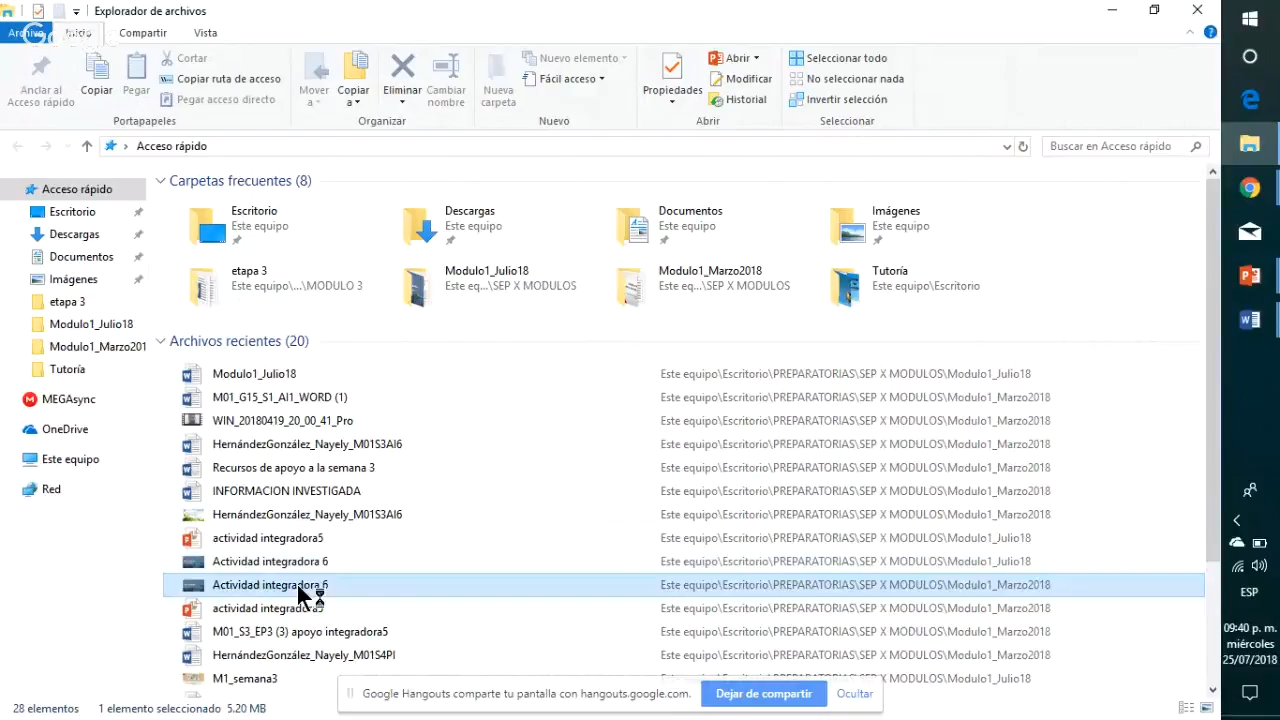 Explorador de archivos
Archivo Inicio Compartir Vista
Anclar al Acceso rápido
Copiar
Pegar
Cortar
Copiar ruta de acceso
Pegar acceso directo
Portapapeles
Mover a
Copiar a
Eliminar
Cambiar nombre
Organizar
Nueva carpeta
Nuevo elemento
Fácil acceso
Nuevo
Propiedades
Abrir
Modificar
Historial
Abrir
Seleccionar todo
No seleccionar nada
Invertir selección
Seleccionar
Acceso rápido
Buscar en Acceso rápido
Acceso rápido
Escritorio
Descargas
Documentos
Imágenes
etapa 3
Modulo1_Julio18
Modulo1_Marzo201
Tutoría
MEGAsync
OneDrive
Este equipo
Red
Carpetas frecuentes (8)
Escritorio
Este equipo
Descargas
Este equipo
Documentos
Este equipo
Imágenes
Este equipo
etapa 3
Este equipo\...\MODULO 3
Modulo1_Julio18
Este eq...\SEP X MODULOS
Modulo1_Marzo2018
Este eq...\SEP X MODULOS
Tutoría
Este equipo\Escritorio
Archivos recientes (20)
Modulo1_Julio18 Este equipo\Escritorio\PREPARATORIAS\SEP X MODULOS\Modulo1_Julio18
M01_G15_S1_AI1_WORD (1) Este equipo\Escritorio\PREPARATORIAS\SEP X MODULOS\Modulo1_Marzo2018
WIN_20180419_20_00_41_Pro Este equipo\Escritorio\PREPARATORIAS\SEP X MODULOS\Modulo1_Marzo2018
HernándezGonzález_Nayely_M01S3AI6 Este equipo\Escritorio\PREPARATORIAS\SEP X MODULOS\Modulo1_Marzo2018
Recursos de apoyo a la semana 3 Este equipo\Escritorio\PREPARATORIAS\SEP X MODULOS\Modulo1_Marzo2018
INFORMACION INVESTIGADA Este equipo\Escritorio\PREPARATORIAS\SEP X MODULOS\Modulo1_Marzo2018
HernándezGonzález_Nayely_M01S3AI6 Este equipo\Escritorio\PREPARATORIAS\SEP X MODULOS\Modulo1_Marzo2018
actividad integradora5 Este equipo\Escritorio\PREPARATORIAS\SEP X MODULOS\Modulo1_Marzo2018
Actividad integradora 6 Este equipo\Escritorio\PREPARATORIAS\SEP X MODULOS\Modulo1_Julio18
Actividad integradora 6 Este equipo\Escritorio\PREPARATORIAS\SEP X MODULOS\Modulo1_Marzo2018
actividad integradora5 Este equipo\Escritorio\PREPARATORIAS\SEP X MODULOS\Modulo1_Marzo2018
M01_S3_EP3 (3) apoyo integradora5 Este equipo\Escritorio\PREPARATORIAS\SEP X MODULOS\Modulo1_Marzo2018
HernándezGonzález_Nayely_M01S4PI Este equipo\Escritorio\PREPARATORIAS\SEP X MODULOS\Modulo1_Marzo2018
M1_semana3 Este equipo\Escritorio\PREPARATORIAS\SEP X MODULOS\Modulo1_Julio18
Google Hangouts comparte tu pantalla con hangouts.google.com. Dejar de compartir Ocultar
28 elementos 1 elemento seleccionado 5.20 MB
ESP
09:40 p. m.
miércoles
25/07/2018